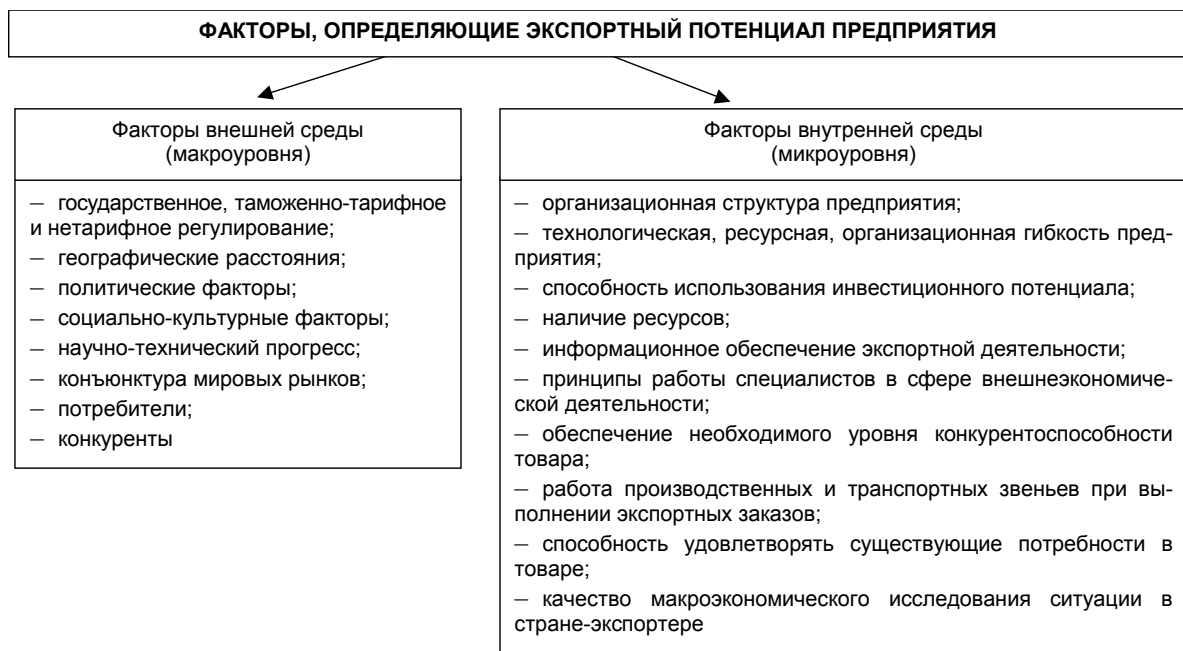 ФАКТОРЫ, ОПРЕДЕЛЯЮЩИЕ ЭКСПОРТНЫЙ ПОТЕНЦИАЛ ПРЕДПРИЯТИЯ
Факторы внешней среды
(макроуровня)
— государственное, таможенно-тарифное
и нетарифное регулирование;
— географические расстояния;
— политические факторы;
— социально-культурные факторы;
— научно-технический прогресс;
— конъюнктура мировых рынков;
— потребители;
— конкуренты
Факторы внутренней среды
(микроуровня)
— организационная структура предприятия;
— технологическая, ресурсная, организационная гибкость пред-
приятия;
— способность использования инвестиционного потенциала;
— наличие ресурсов;
— информационное обеспечение экспортной деятельности;
— принципы работы специалистов в сфере внешнеэкономиче-
ской деятельности;
— обеспечение необходимого уровня конкурентоспособности
товара;
— работа производственных и транспортных звеньев при вы-
полнении экспортных заказов;
— способность удовлетворять существующие потребности в
товаре;
— качество макроэкономического исследования ситуации в
стране-экспортере